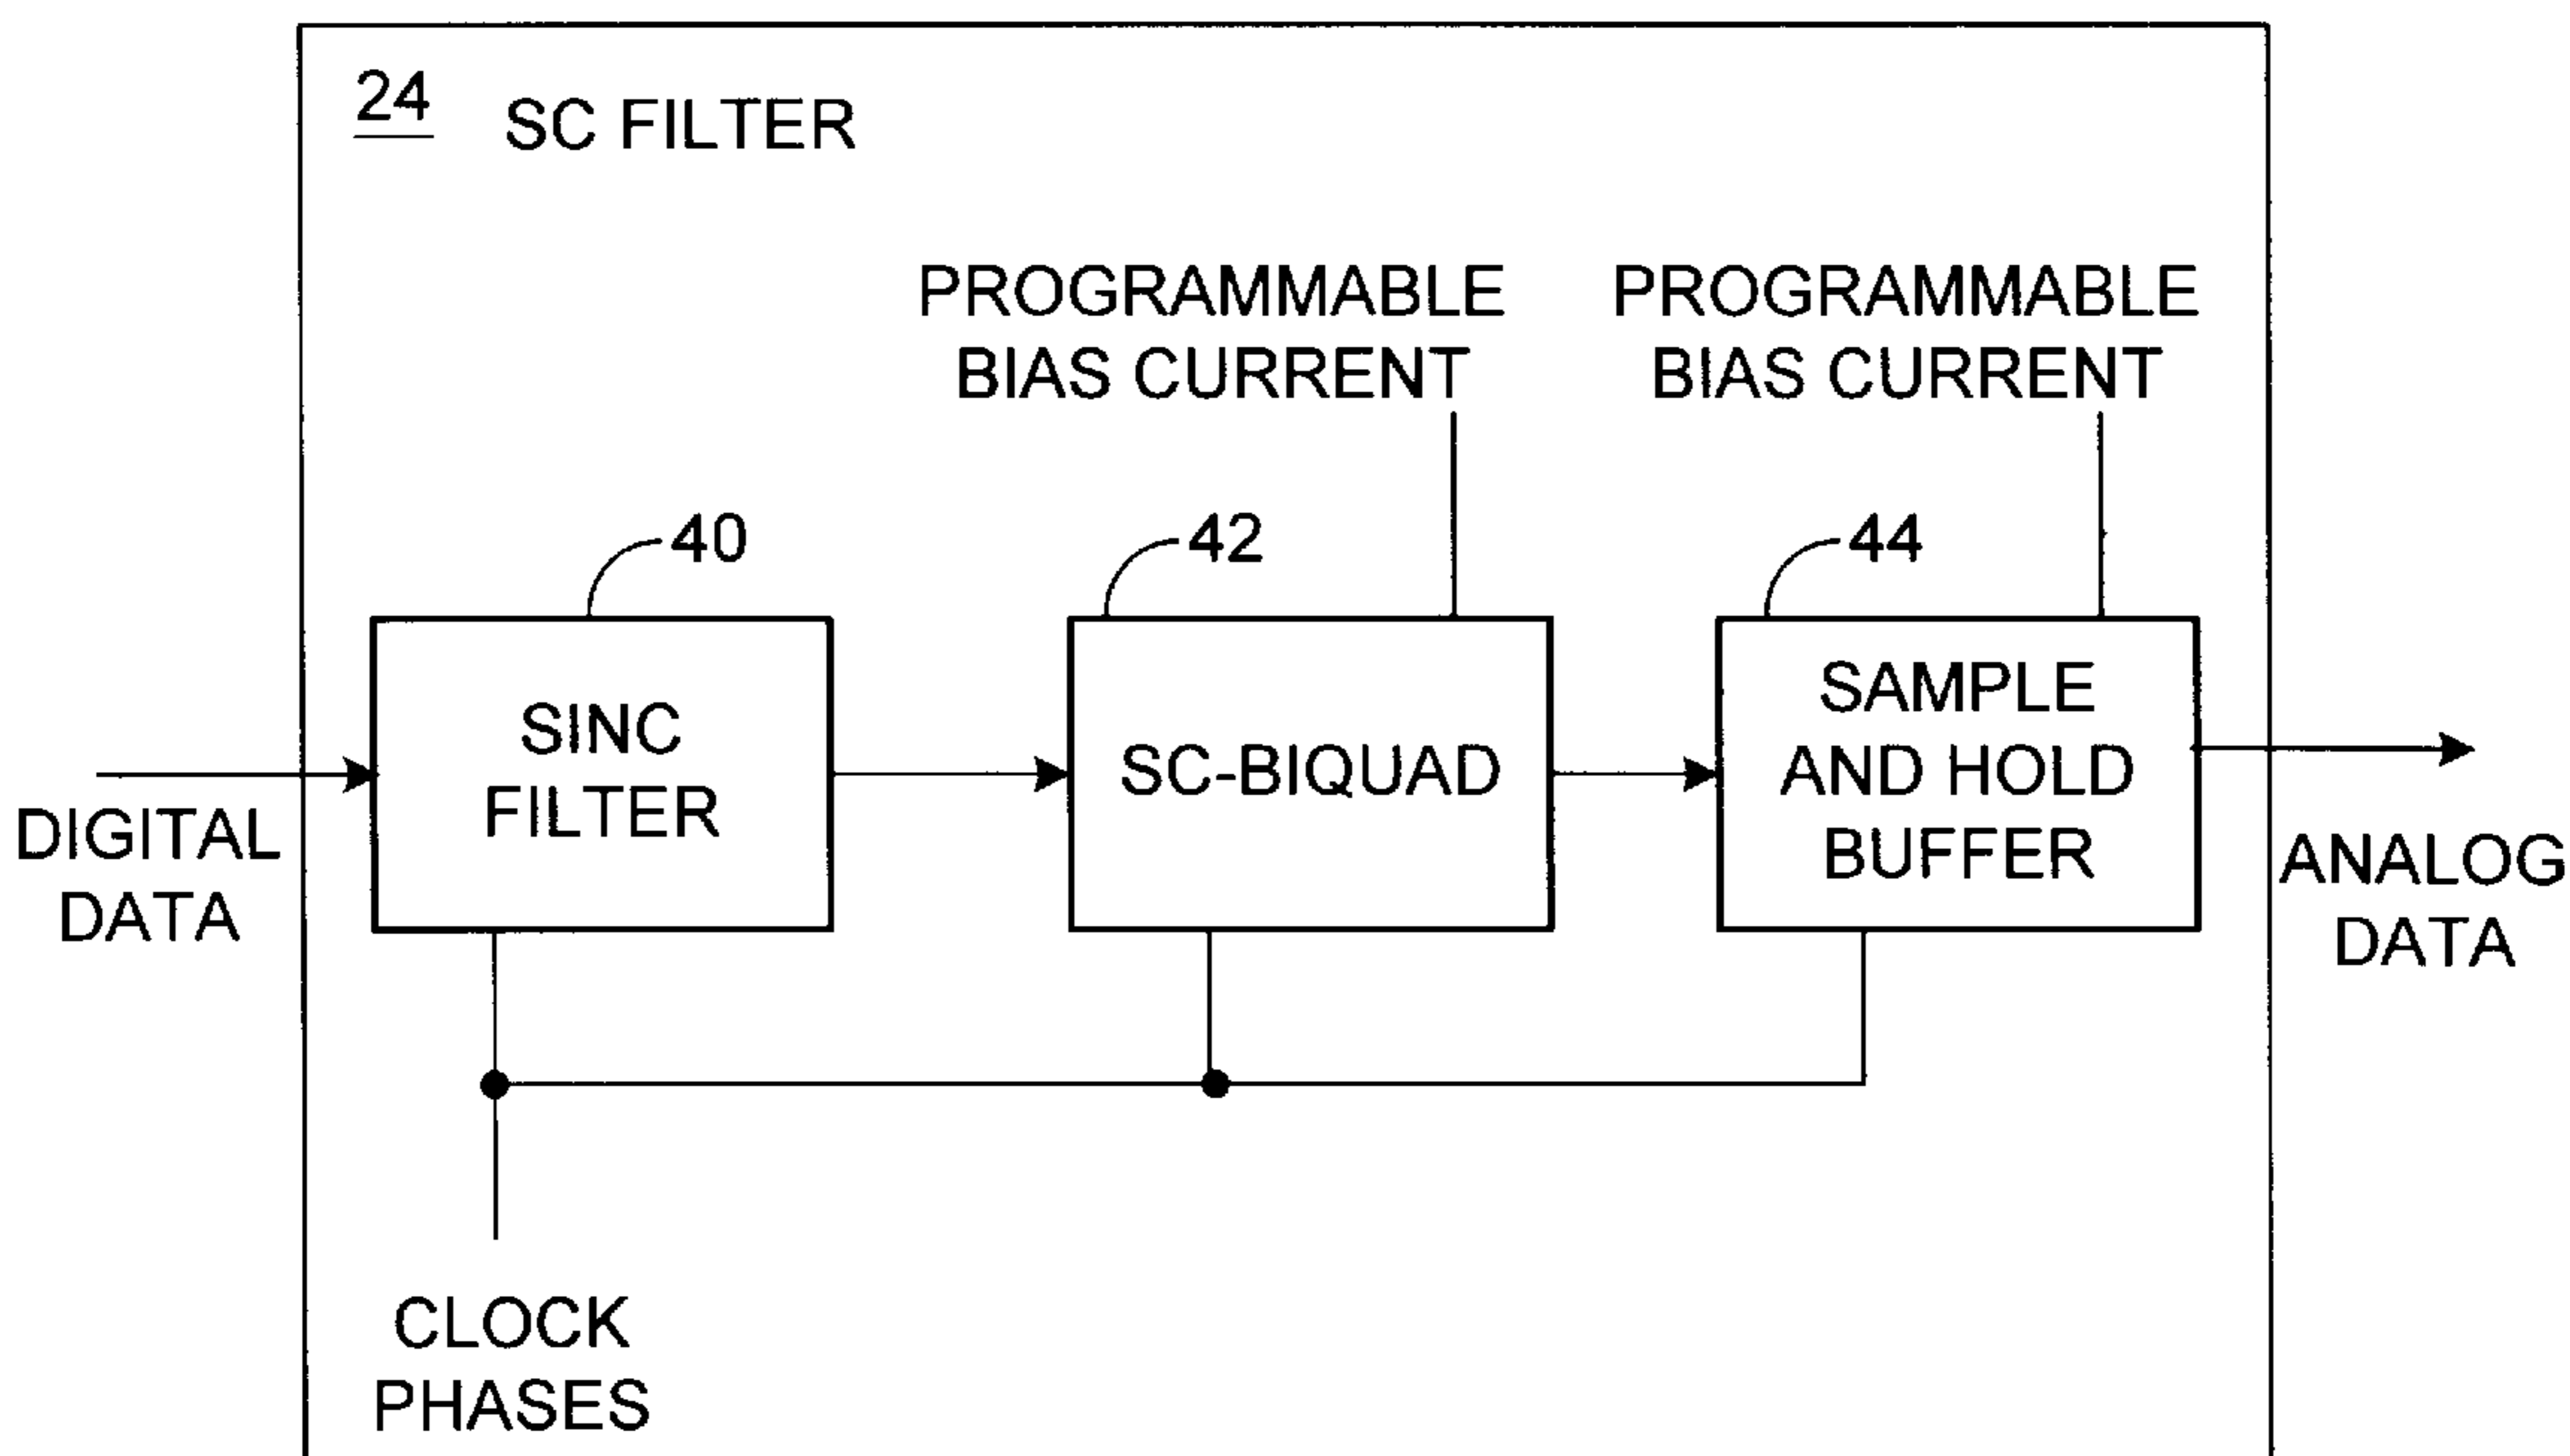 24 SC FILTER
PROGRAMMABLE
BIAS CURRENT
PROGRAMMABLE
BIAS CURRENT
40
42
44
SINC
FILTER
SC-BIQUAD
SAMPLE
AND HOLD
BUFFER
DIGITAL
DATA
ANALOG
DATA
CLOCK
PHASES